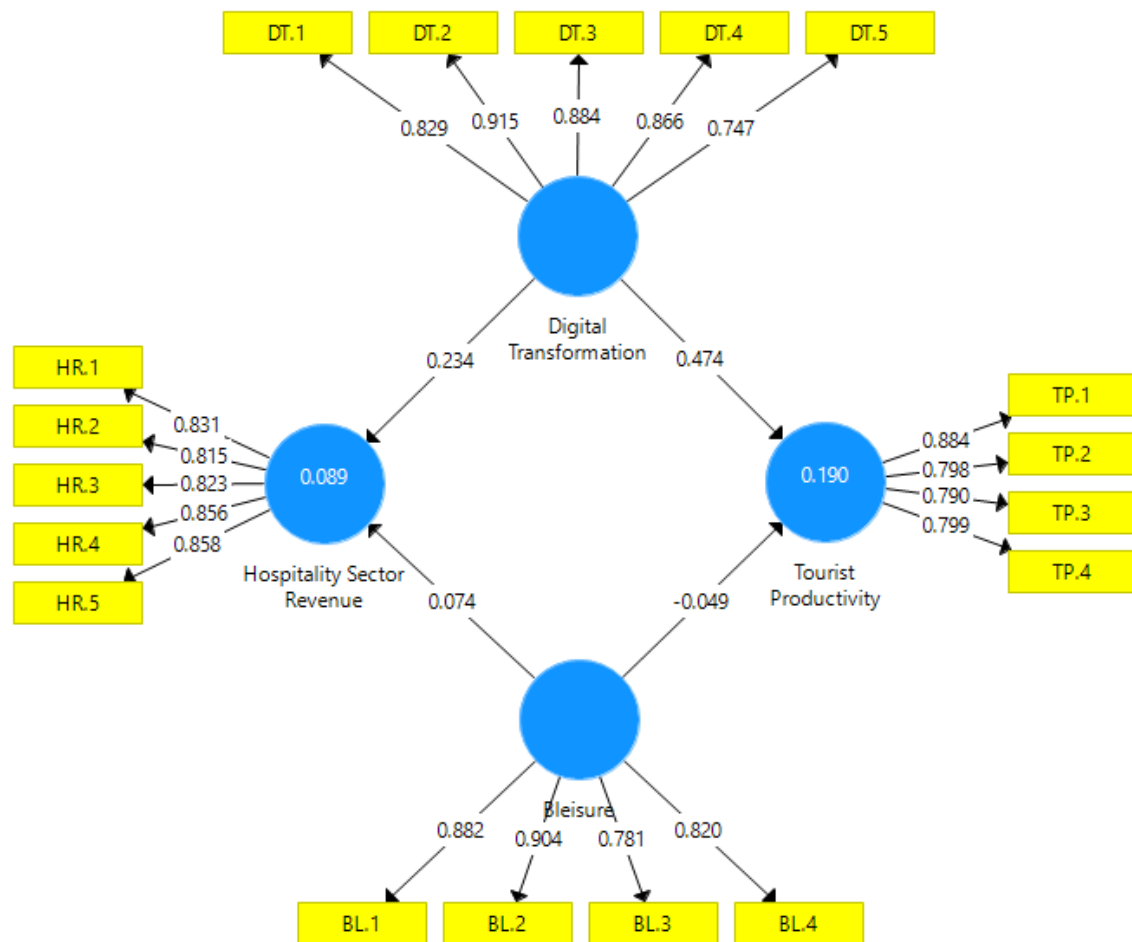 DT.1
DT.2
DT.3
DT.4
DT.5
0.829
0.915
0.884
0.866
0.747
Digital
Transformation
0.234
0.474
HR.1
HR.2
HR.3
HR.4
HR.5
0.831
0.815
0.823
0.856
0.858
0.089
Hospitality Sector
Revenue
0.190
Tourist
Productivity
0.884
0.798
0.790
0.799
TP.1
TP.2
TP.3
TP.4
0.074
-0.049
Bleisure
0.882
0.904
0.781
0.820
BL.1
BL.2
BL.3
BL.4